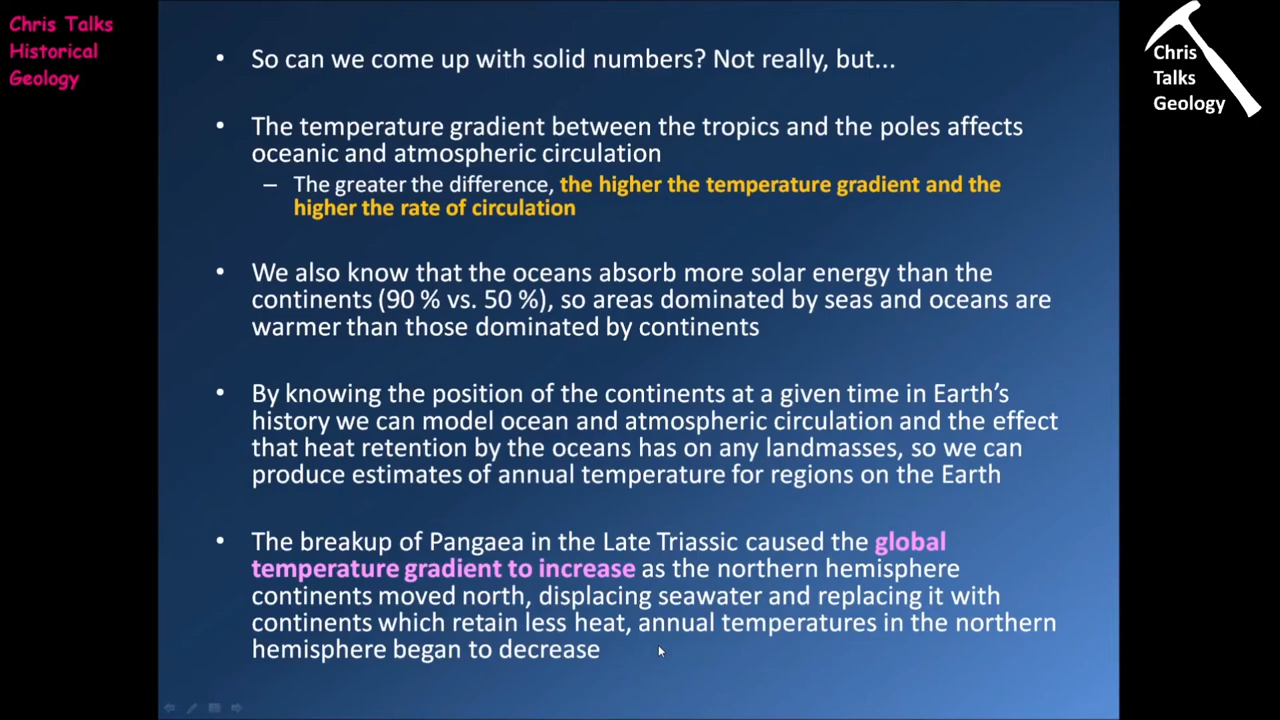 Chris Talks
Historical
Geology
Chris
Talks
Geology
• So can we come up with solid numbers? Not really, but...
• The temperature gradient between the tropics and the poles affects
oceanic and atmospheric circulation
– The greater the difference, the higher the temperature gradient and the
higher the rate of circulation
• We also know that the oceans absorb more solar energy than the
continents (90 % vs. 50 %), so areas dominated by seas and oceans are
warmer than those dominated by continents
• By knowing the position of the continents at a given time in Earth’s
history we can model ocean and atmospheric circulation and the effect
that heat retention by the oceans has on any landmasses, so we can
produce estimates of annual temperature for regions on the Earth
• The breakup of Pangaea in the Late Triassic caused the global
temperature gradient to increase as the northern hemisphere
continents moved north, displacing seawater and replacing it with
continents which retain less heat, annual temperatures in the northern
hemisphere began to decrease